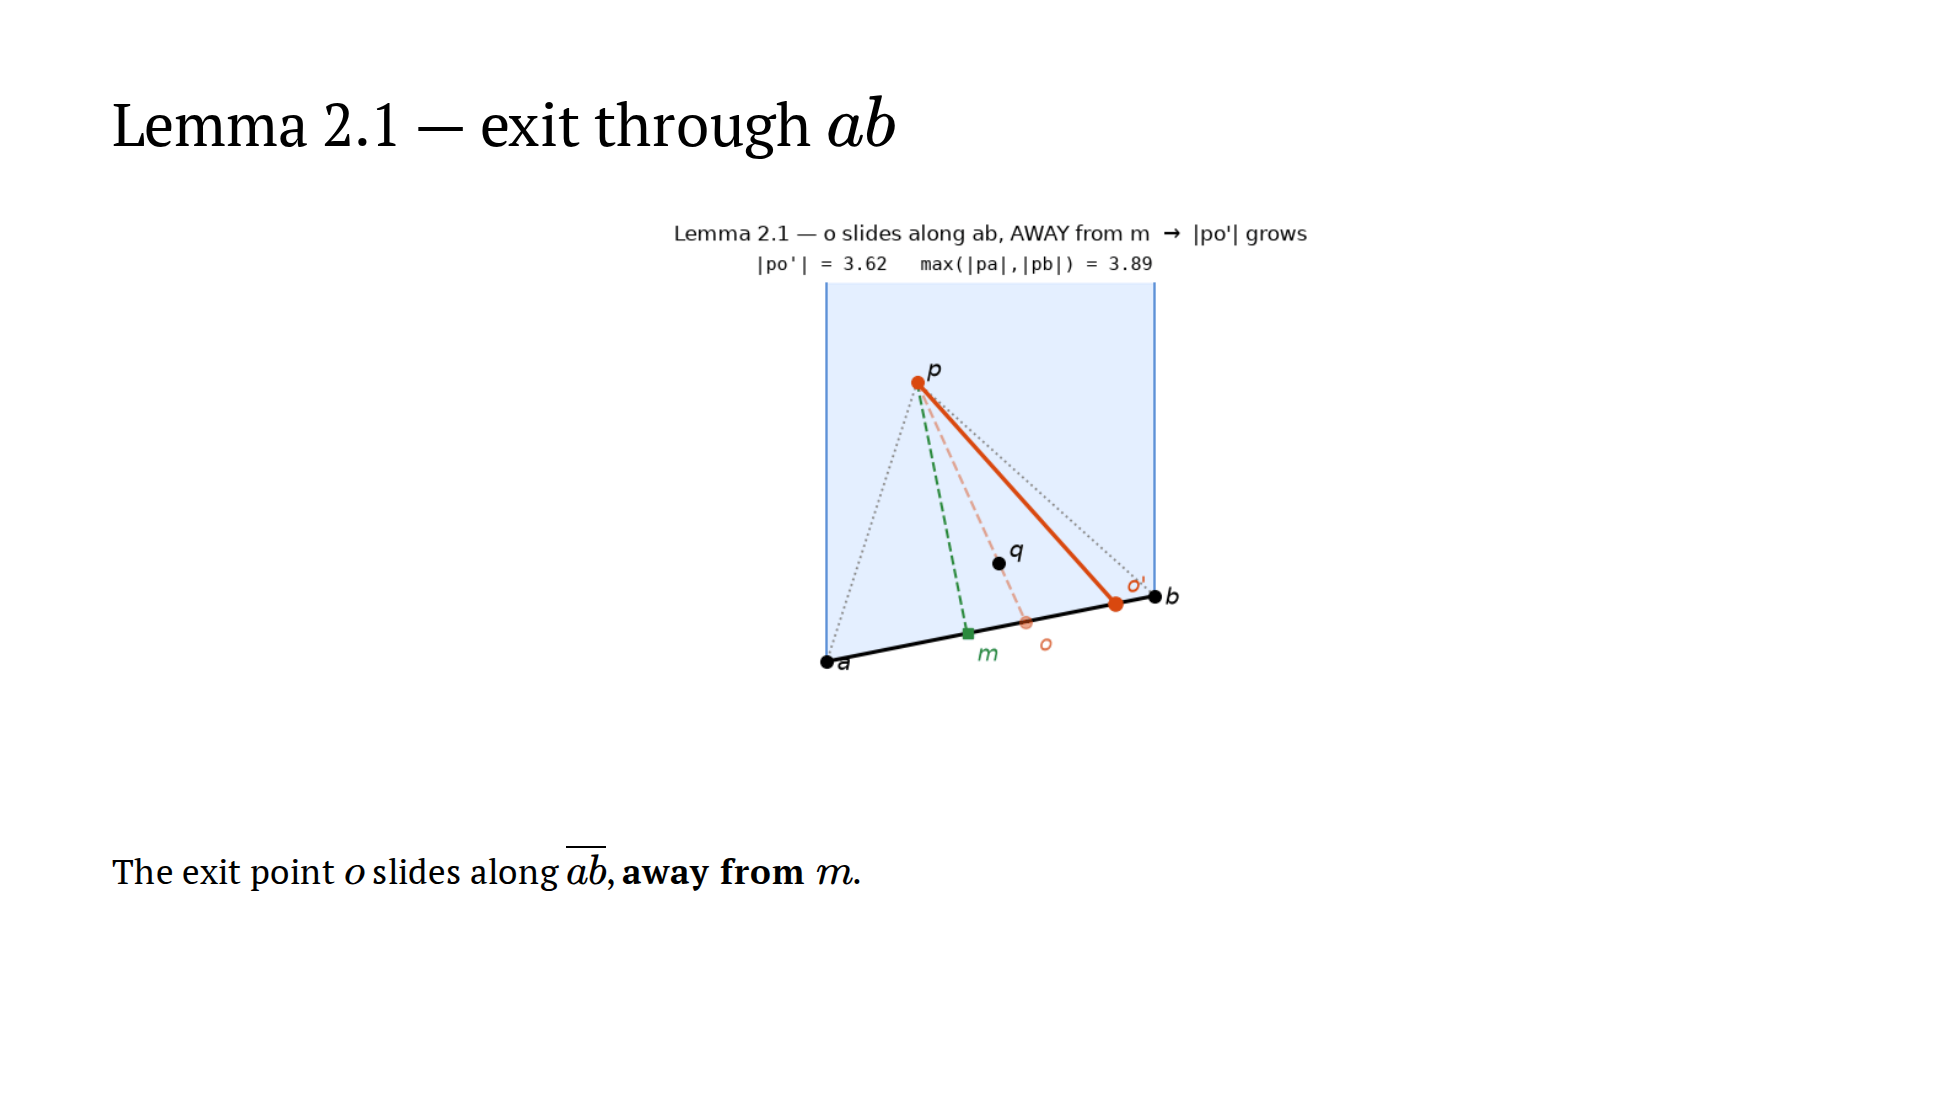 Lemma 2.1 — exit through ab
Lemma 2.1 — o slides along ab, AWAY from m → |po'| grows
|po'| = 3.62 max(|pa|,|pb|) = 3.89
p
q
o'
b
o
m
a
The exit point o slides along a͞b, away from m.